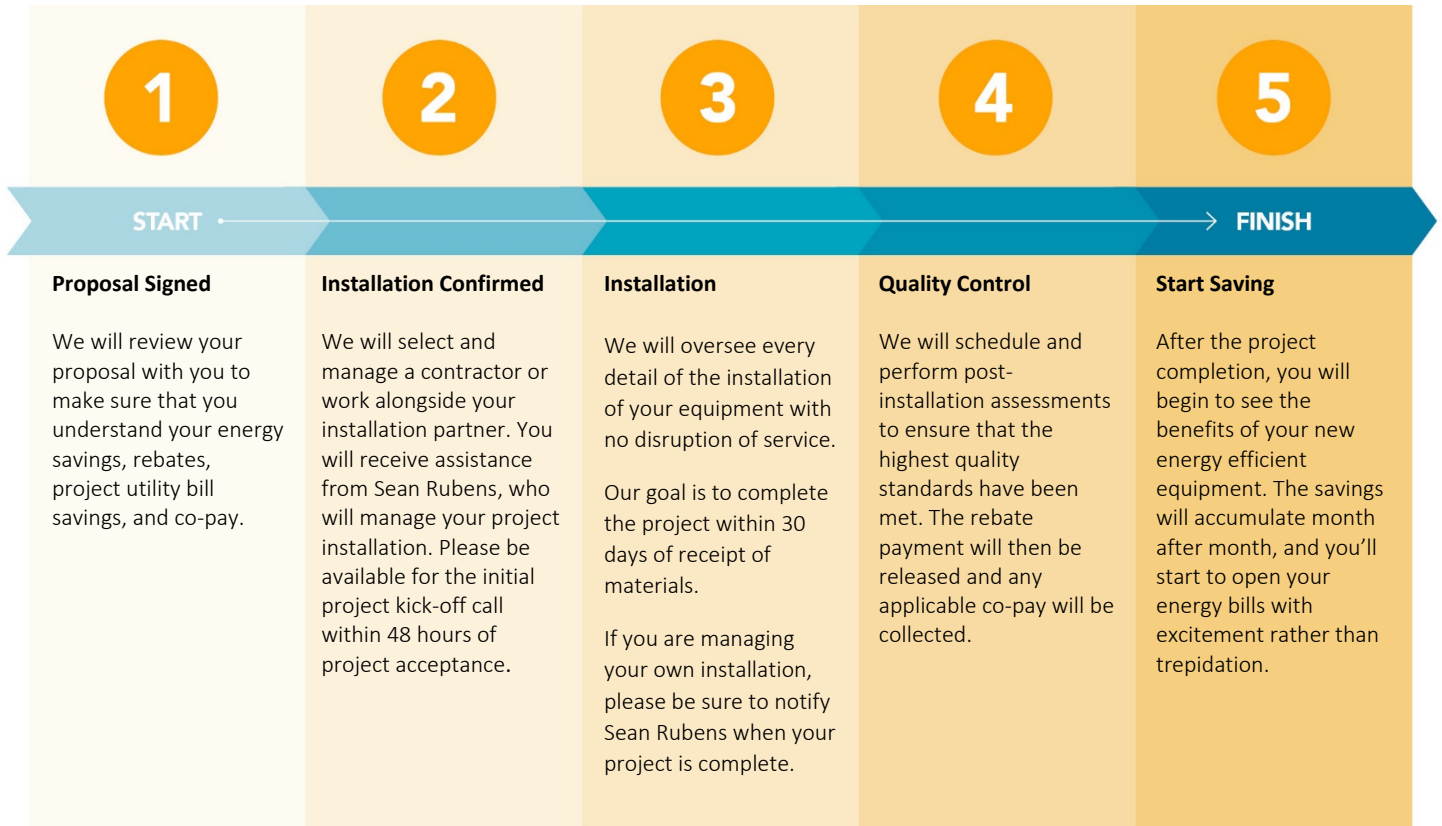 1
2
3
4
5
START
FINISH
Proposal Signed
We will review your
proposal with you to
make sure that you
understand your energy
savings, rebates,
project utility bill
savings, and co-pay.
Installation Confirmed
We will select and
manage a contractor or
work alongside your
installation partner. You
will receive assistance
from Sean Rubens, who
will manage your project
installation. Please be
available for the initial
project kick-off call
within 48 hours of
project acceptance.
Installation
We will oversee every
detail of the installation
of your equipment with
no disruption of service.
Our goal is to complete
the project within 30
days of receipt of
materials.
If you are managing
your own installation,
please be sure to notify
Sean Rubens when your
project is complete.
Quality Control
We will schedule and
perform post-
installation assessments
to ensure that the
highest quality
standards have been
met. The rebate
payment will then be
released and any
applicable co-pay will be
collected.
Start Saving
After the project
completion, you will
begin to see the
benefits of your new
energy efficient
equipment. The savings
will accumulate month
after month, and you’ll
start to open your
energy bills with
excitement rather than
trepidation.